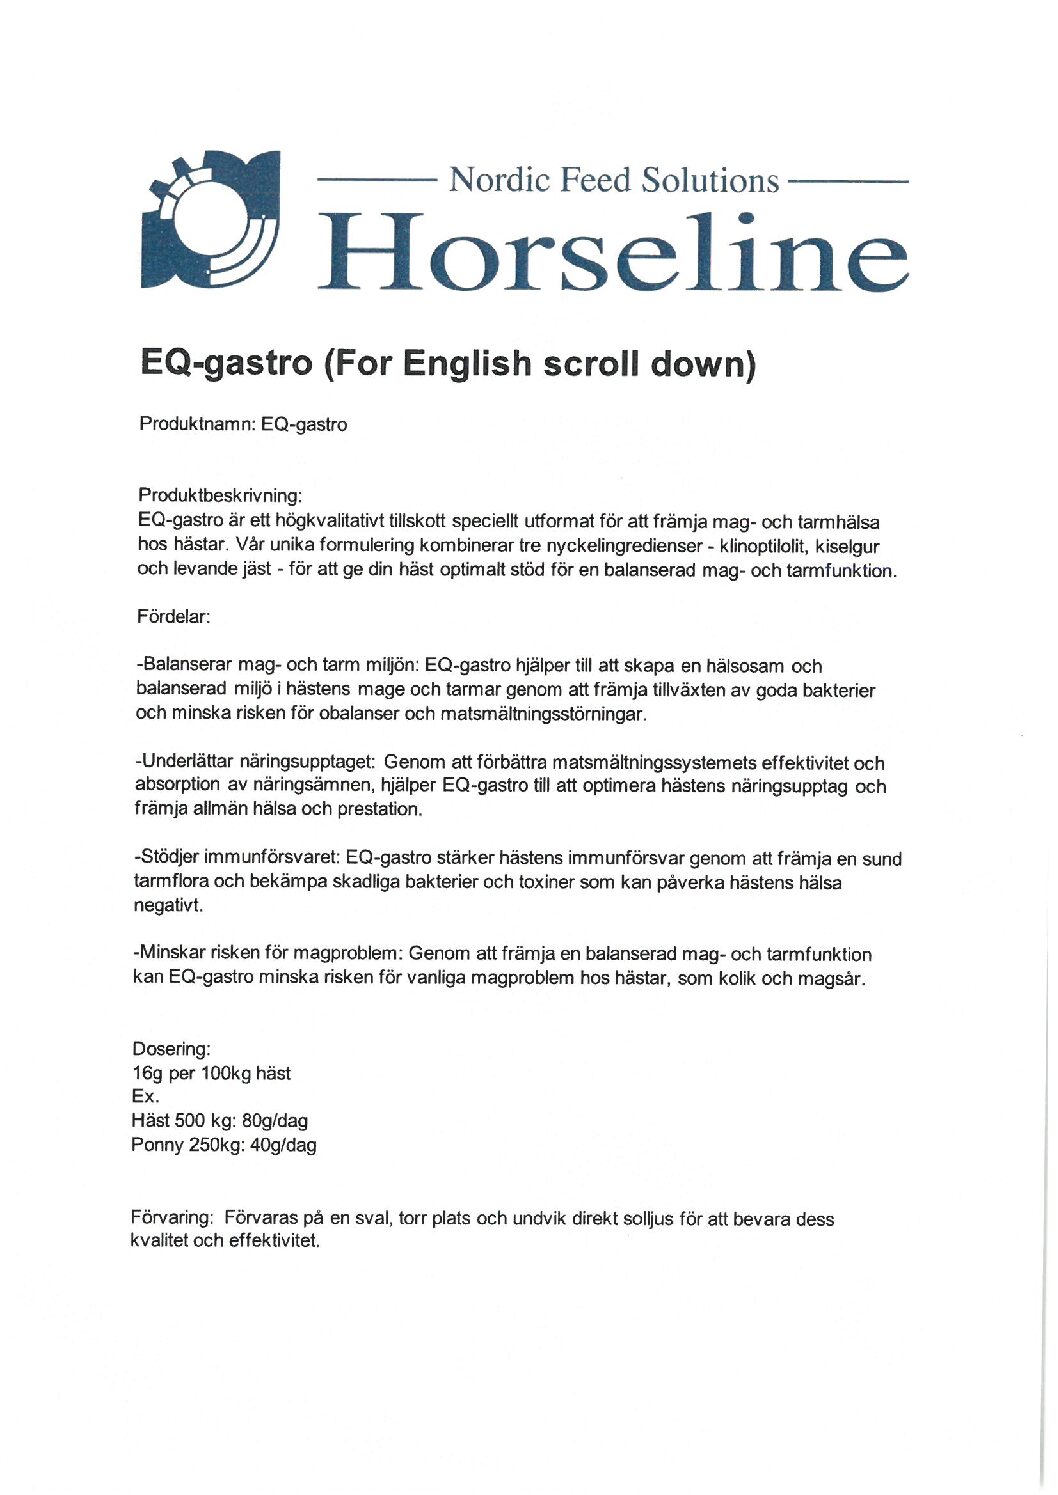 Nordic Feed Solutions
Horseline
EQ-gastro (For English scroll down)
Produktnamn: EQ-gastro
Produktbeskrivning:
EQ-gastro är ett högkvalitativt tillskott speciellt utformat för att främja mag- och tarmhälsa
hos hästar. Vår unika formulering kombinerar tre nyckelingredienser - klinoptilolit, kiselgur
och levande jäst - för att ge din häst optimalt stöd för en balanserad mag- och tarmfunktion.
Fördelar:
-Balanserar mag- och tarm miljön: EQ-gastro hjälper till att skapa en hälsosam och
balanserad miljö i hästens mage och tarmar genom att främja tillväxten av goda bakterier
och minska risken för obalanser och matsmältningsstörningar.
-Underlättar näringsupptaget: Genom att förbättra matsmältningssystemets effektivitet och
absorption av näringsämnen, hjälper EQ-gastro till att optimera hästens näringsupptag och
främja allmän hälsa och prestation.
-Stödjer immunförsvaret: EQ-gastro stärker hästens immunförsvar genom att främja en sund
tarmflora och bekämpa skadliga bakterier och toxiner som kan påverka hästens hälsa
negativt.
-Minskar risken för magproblem: Genom att främja en balanserad mag- och tarmfunktion
kan EQ-gastro minska risken för vanliga magproblem hos hästar, som kolik och magsår.
Dosering:
16g per 100kg häst
Ex.
Häst 500 kg: 80g/dag
Ponny 250kg: 40g/dag
Förvaring: Förvaras på en sval, torr plats och undvik direkt solljus för att bevara dess
kvalitet och effektivitet.